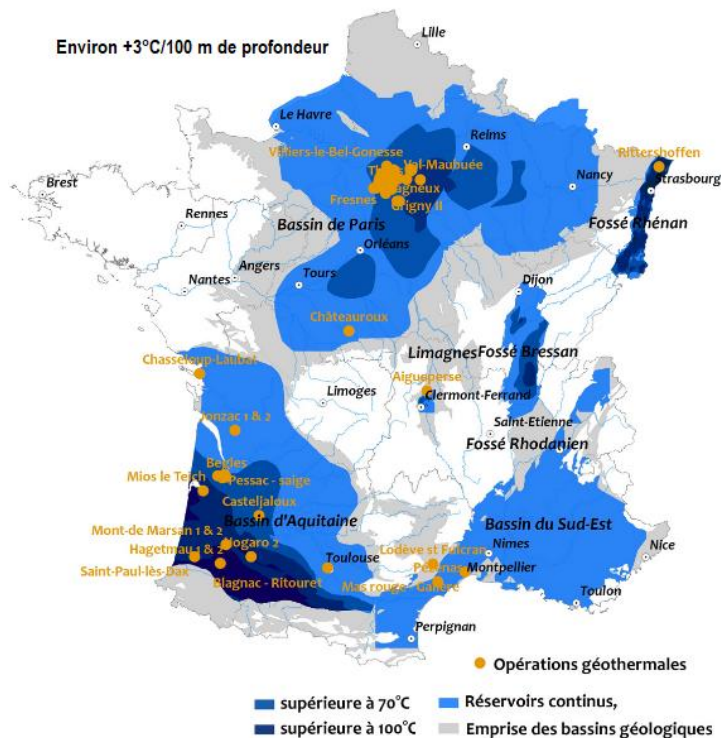 Environ +3°C/100 m de profondeur
Lille
Le Havre
Reims
Villiers-le-Bel-Gonesse
Val-Maubuée
Rittershoffen
Strasbourg
Nancy
Brest
Fresnes
Grigny II
Rennes
Bassin de Paris
Fossé Rhénan
Orléans
Angers
Tours
Nantes
Dijon
Châteauroux
Limagnes
Fossé Bressan
Chasseloup-Laubat
Aigueperse
Limoges
Clermont-Ferrand
Jonzac 1 & 2
Saint-Etienne
Fossé Rhodanien
Bègles
Mios le Teich
Pessac - saige
Casteljaloux
Bassin d'Aquitaine
Bassin du Sud-Est
Mont-de Marsan 1 & 2
Nogaro 2
Lodève st Fulcran
Nimes
Nice
Hagetmau 1 & 2
Toulouse
Pézenas
Montpellier
Saint-Paul-lès-Dax
Blagnac - Ritouret
Mas rouge - Galière
Toulon
Perpignan
Opérations géothermales
supérieure à 70°C
Réservoirs continus,
supérieure à 100°C
Emprise des bassins géologiques